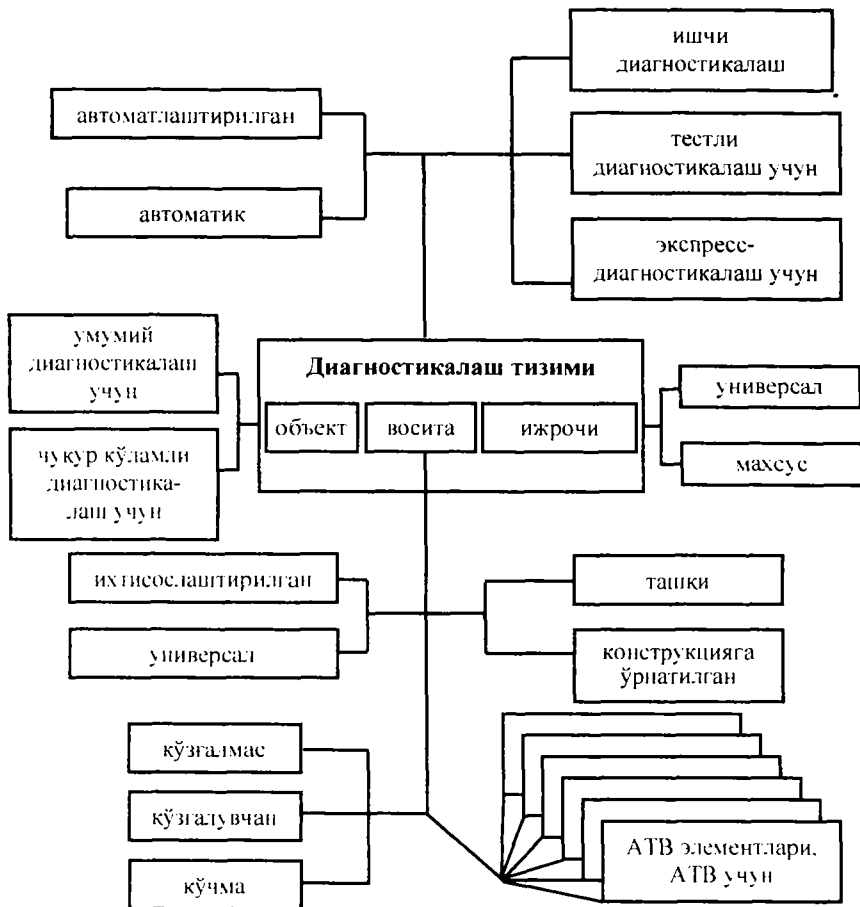 ишчи
диагностикалаш
автоматлаштирилган
тестли
диагностикалаш учун
автоматик
экспресс-
диагностикалаш учун
умумий
диагностикалаш
учун
Диагностикалаш тизими
объект восита ижрочи
универсал
чуқур кўламли
диагностика-
лаш учун
махсус
ихтисослаштирилган
ташқи
универсал
конструкцияга
ўрнатилган
кўзғалмас
кўзғалувчан
кўчма
АТВ элементлари,
АТВ учун